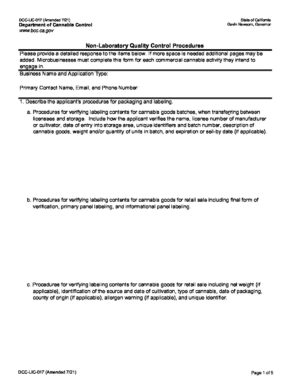 DCC-LIC-017 (Amended 7/21)
Department of Cannabis Control
www.bcc.ca.gov
State of California
Gavin Newsom, Governor
Non-Laboratory Quality Control Procedures
Please provide a detailed response to the items below. If more space is needed additional pages may be
added. Microbusinesses must complete this form for each commercial cannabis activity they intend to
engage in.
Business Name and Application Type:
Primary Contact Name, Email, and Phone Number
1. Describe the applicant's procedures for packaging and labeling.
a. Procedures for verifying labeling contents for cannabis goods batches, when transferring between
licensees and storage. Include how the applicant verifies the name, license number of manufacturer
or cultivator, date of entry into storage area, unique identifiers and batch number, description of
cannabis goods, weight and/or quantity of units in batch, and expiration or sell-by date (if applicable).
b. Procedures for verifying labeling contents for cannabis goods for retail sale including final form of
verification, primary panel labeling, and informational panel labeling.
c. Procedures for verifying labeling contents for cannabis goods for retail sale including net weight (if
applicable), identification of the source and date of cultivation, type of cannabis, date of packaging,
county of origin (if applicable), allergen warning (if applicable), and unique identifier.
DCC-LIC-017 (Amended 7/21)
Page 1 of 5